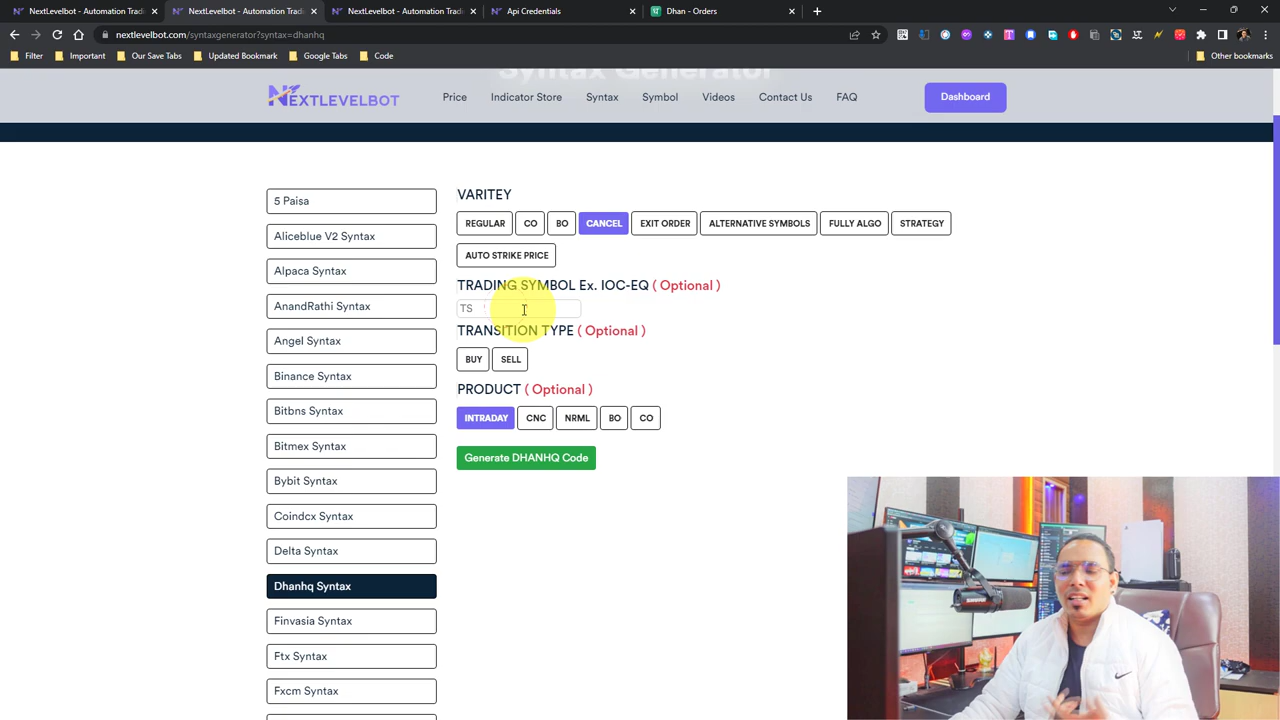 NextLevelBot - Automation Tradi
NextLevelBot - Automation Tradi
NextLevelBot - Automation Tradi
Api Credentials
Dhan - Orders
nextlevelbot.com/syntaxgenerator?syntax=dhanhq
Filter
Important
Our Save Tabs
Updated Bookmark
Google Tabs
Code
Other bookmarks
Syntax Generator
NEXTLEVELBOT
Price
Indicator Store
Syntax
Symbol
Videos
Contact Us
FAQ
Dashboard
5 Paisa
Aliceblue V2 Syntax
Alpaca Syntax
AnandRathi Syntax
Angel Syntax
Binance Syntax
Bitbns Syntax
Bitmex Syntax
Bybit Syntax
Coindcx Syntax
Delta Syntax
Dhanhq Syntax
Finvasia Syntax
Ftx Syntax
Fxcm Syntax
VARITEY
REGULAR
CO
BO
CANCEL
EXIT ORDER
ALTERNATIVE SYMBOLS
FULLY ALGO
STRATEGY
AUTO STRIKE PRICE
TRADING SYMBOL Ex. IOC-EQ ( Optional )
TS
TRANSITION TYPE ( Optional )
BUY
SELL
PRODUCT ( Optional )
INTRADAY
CNC
NRML
BO
CO
Generate DHANHQ Code